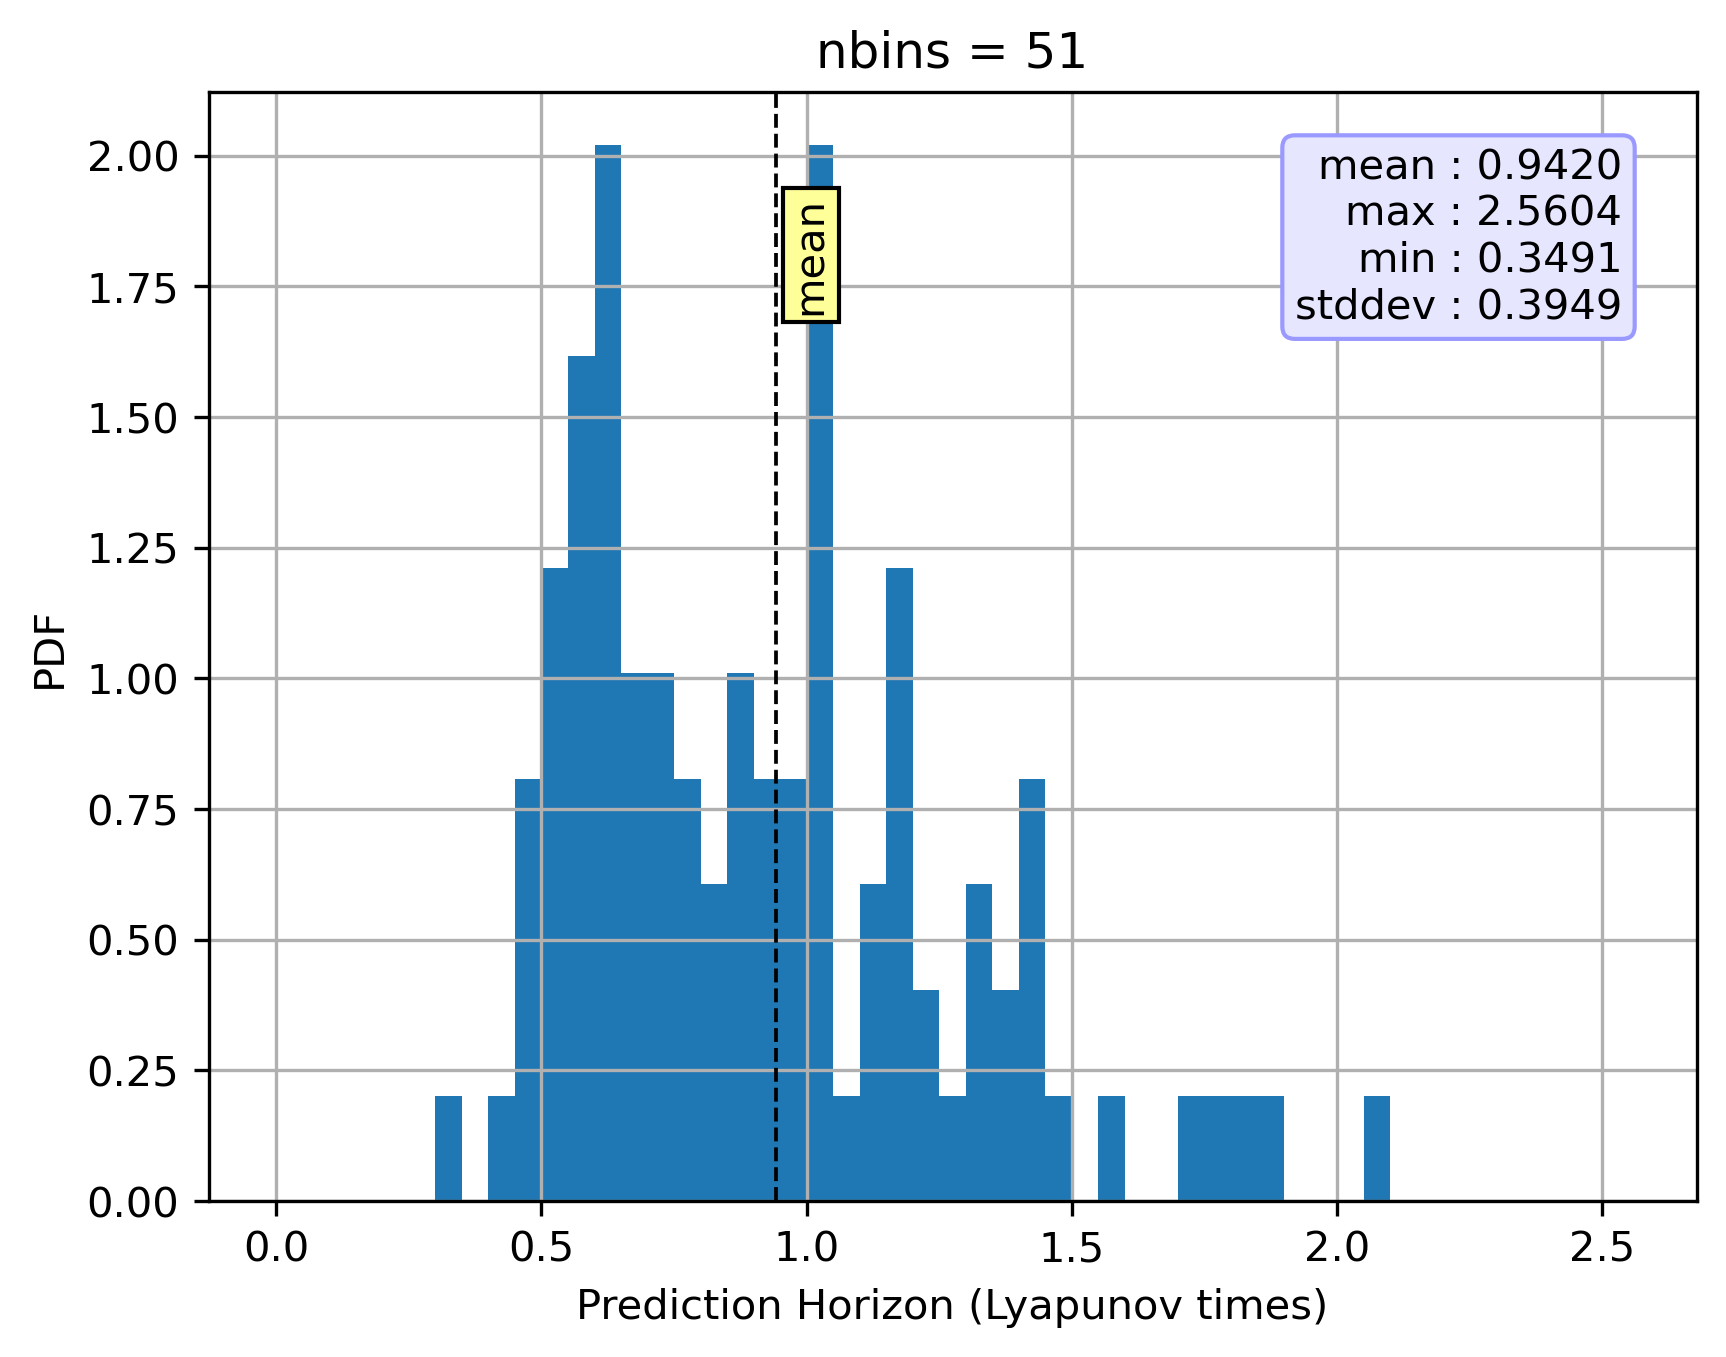 nbins = 51
mean : 0.9420
max : 2.5604
min : 0.3491
stddev : 0.3949
mean
PDF
2.00
1.75
1.50
1.25
1.00
0.75
0.50
0.25
0.00
0.0 0.5 1.0 1.5 2.0 2.5
Prediction Horizon (Lyapunov times)